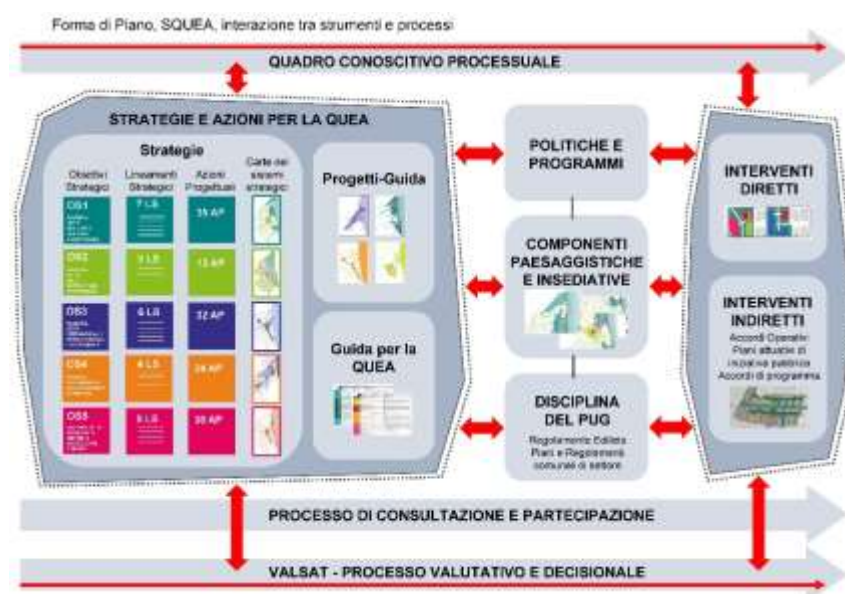 Forma di Piano, SQUEA, interazione tra strumenti e processi
QUADRO CONOSCITIVO PROCESSUALE
STRATEGIE E AZIONI PER LA QUEA
Strategie
Obiettivi
Strategici
Lineamenti
Strategici
Azioni
Progettuali
Carte dei
sistemi
strategici
OS1
7 LS
35 AP
OS2
3 LS
13 AP
OS3
6 LS
32 AP
OS4
4 LS
24 AP
OS5
5 LS
Progetti-Guida
Guida per la
QUEA
POLITICHE E
PROGRAMMI
COMPONENTI
PAESAGGISTICHE
E INSEDIATIVE
DISCIPLINA
DEL PUG
Regolamento Edilizio
Piani e Regolamenti
comunali di settore
INTERVENTI
DIRETTI
INTERVENTI
INDIRETTI
Accordi Operativi
Piani attuativi di
iniziativa pubblica
Accordi di programma
PROCESSO DI CONSULTAZIONE E PARTECIPAZIONE
VALSAT - PROCESSO VALUTATIVO E DECISIONALE